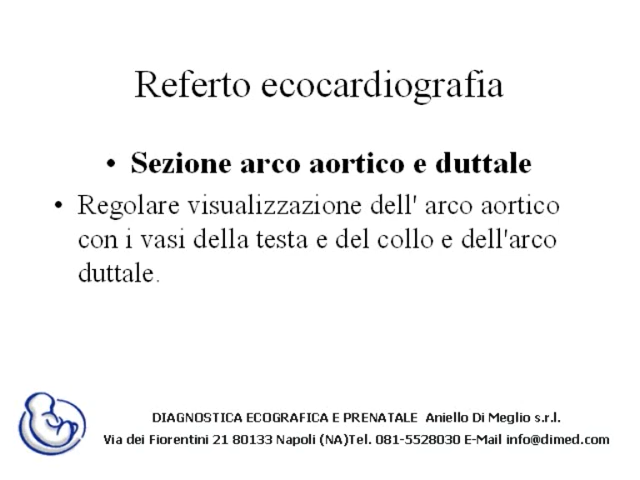 Referto ecocardiografia
• Sezione arco aortico e duttale
• Regolare visualizzazione dell' arco aortico
con i vasi della testa e del collo e dell'arco
duttale.
DIAGNOSTICA ECOGRAFICA E PRENATALE Aniello Di Meglio s.r.l.
Via dei Fiorentini 21 80133 Napoli (NA)Tel. 081-5528030 E-Mail info@dimed.com